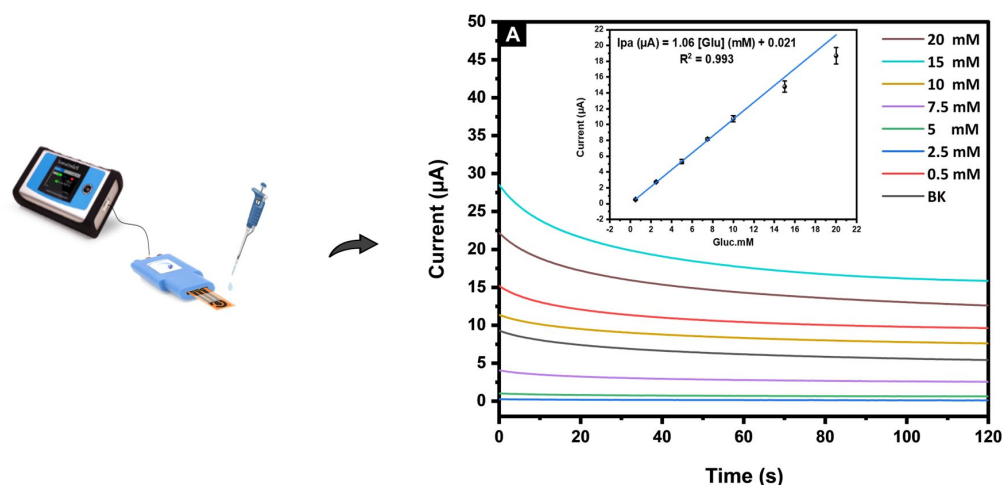 A
50
45
40
35
30
25
20
15
10
5
0
Current (µA)
0 20 40 60 80 100 120
Time (s)
20 mM
15 mM
10 mM
7.5 mM
5 mM
2.5 mM
0.5 mM
BK
Ipa (µA) = 1.06 [Glu] (mM) + 0.021
R² = 0.993
22
20
18
16
14
12
10
8
6
4
2
0
-2
Current (µA)
-2 0 2 4 6 8 10 12 14 16 18 20 22
Gluc.mM